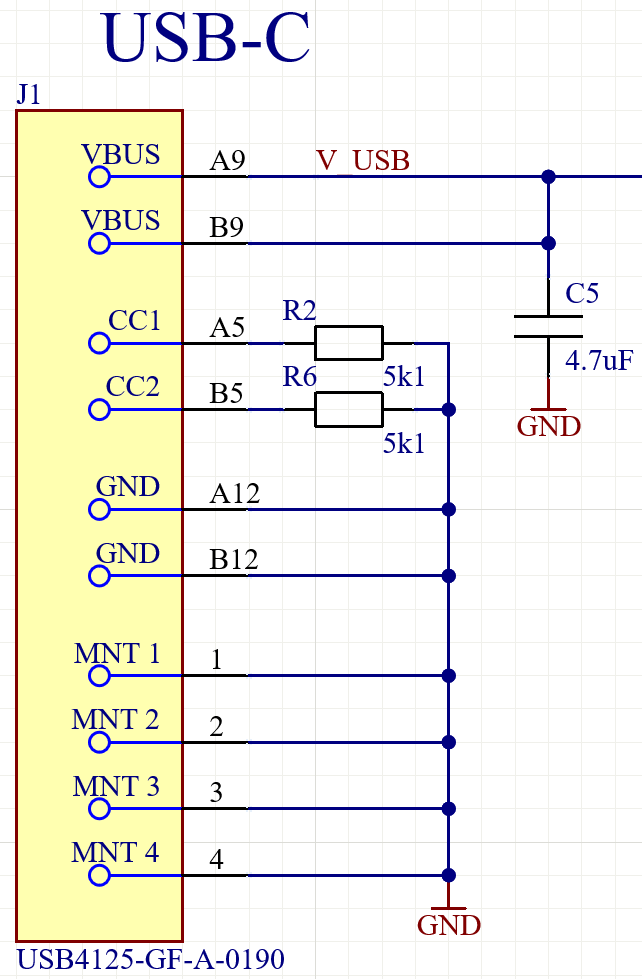 USB-C
J1
VBUS A9 V_USB
VBUS B9
C5
4.7uF
GND
CC1 A5 R2 5k1
CC2 B5 R6 5k1
GND A12
GND B12
MNT 1 1
MNT 2 2
MNT 3 3
MNT 4 4
GND
USB4125-GF-A-0190